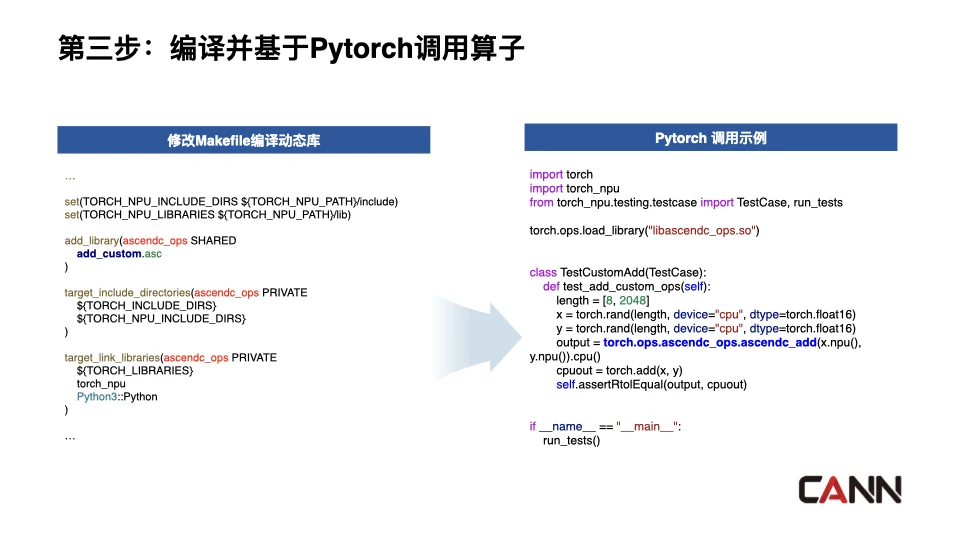 第三步：编译并基于Pytorch调用算子
修改Makefile编译动态库
…
set(TORCH_NPU_INCLUDE_DIRS ${TORCH_NPU_PATH}/include)
set(TORCH_NPU_LIBRARIES ${TORCH_NPU_PATH}/lib)
add_library(ascendc_ops SHARED
add_custom.asc
)
target_include_directories(ascendc_ops PRIVATE
${TORCH_INCLUDE_DIRS}
${TORCH_NPU_INCLUDE_DIRS}
)
target_link_libraries(ascendc_ops PRIVATE
${TORCH_LIBRARIES}
torch_npu
Python3::Python
)
…
Pytorch 调用示例
import torch
import torch_npu
from torch_npu.testing.testcase import TestCase, run_tests
torch.ops.load_library("libascendc_ops.so")
class TestCustomAdd(TestCase):
def test_add_custom_ops(self):
length = [8, 2048]
x = torch.rand(length, device="cpu", dtype=torch.float16)
y = torch.rand(length, device="cpu", dtype=torch.float16)
output = torch.ops.ascendc_ops.ascendc_add(x.npu(),
y.npu()).cpu()
cpuout = torch.add(x, y)
self.assertRtolEqual(output, cpuout)
if __name__ == "__main__":
run_tests()
CANN